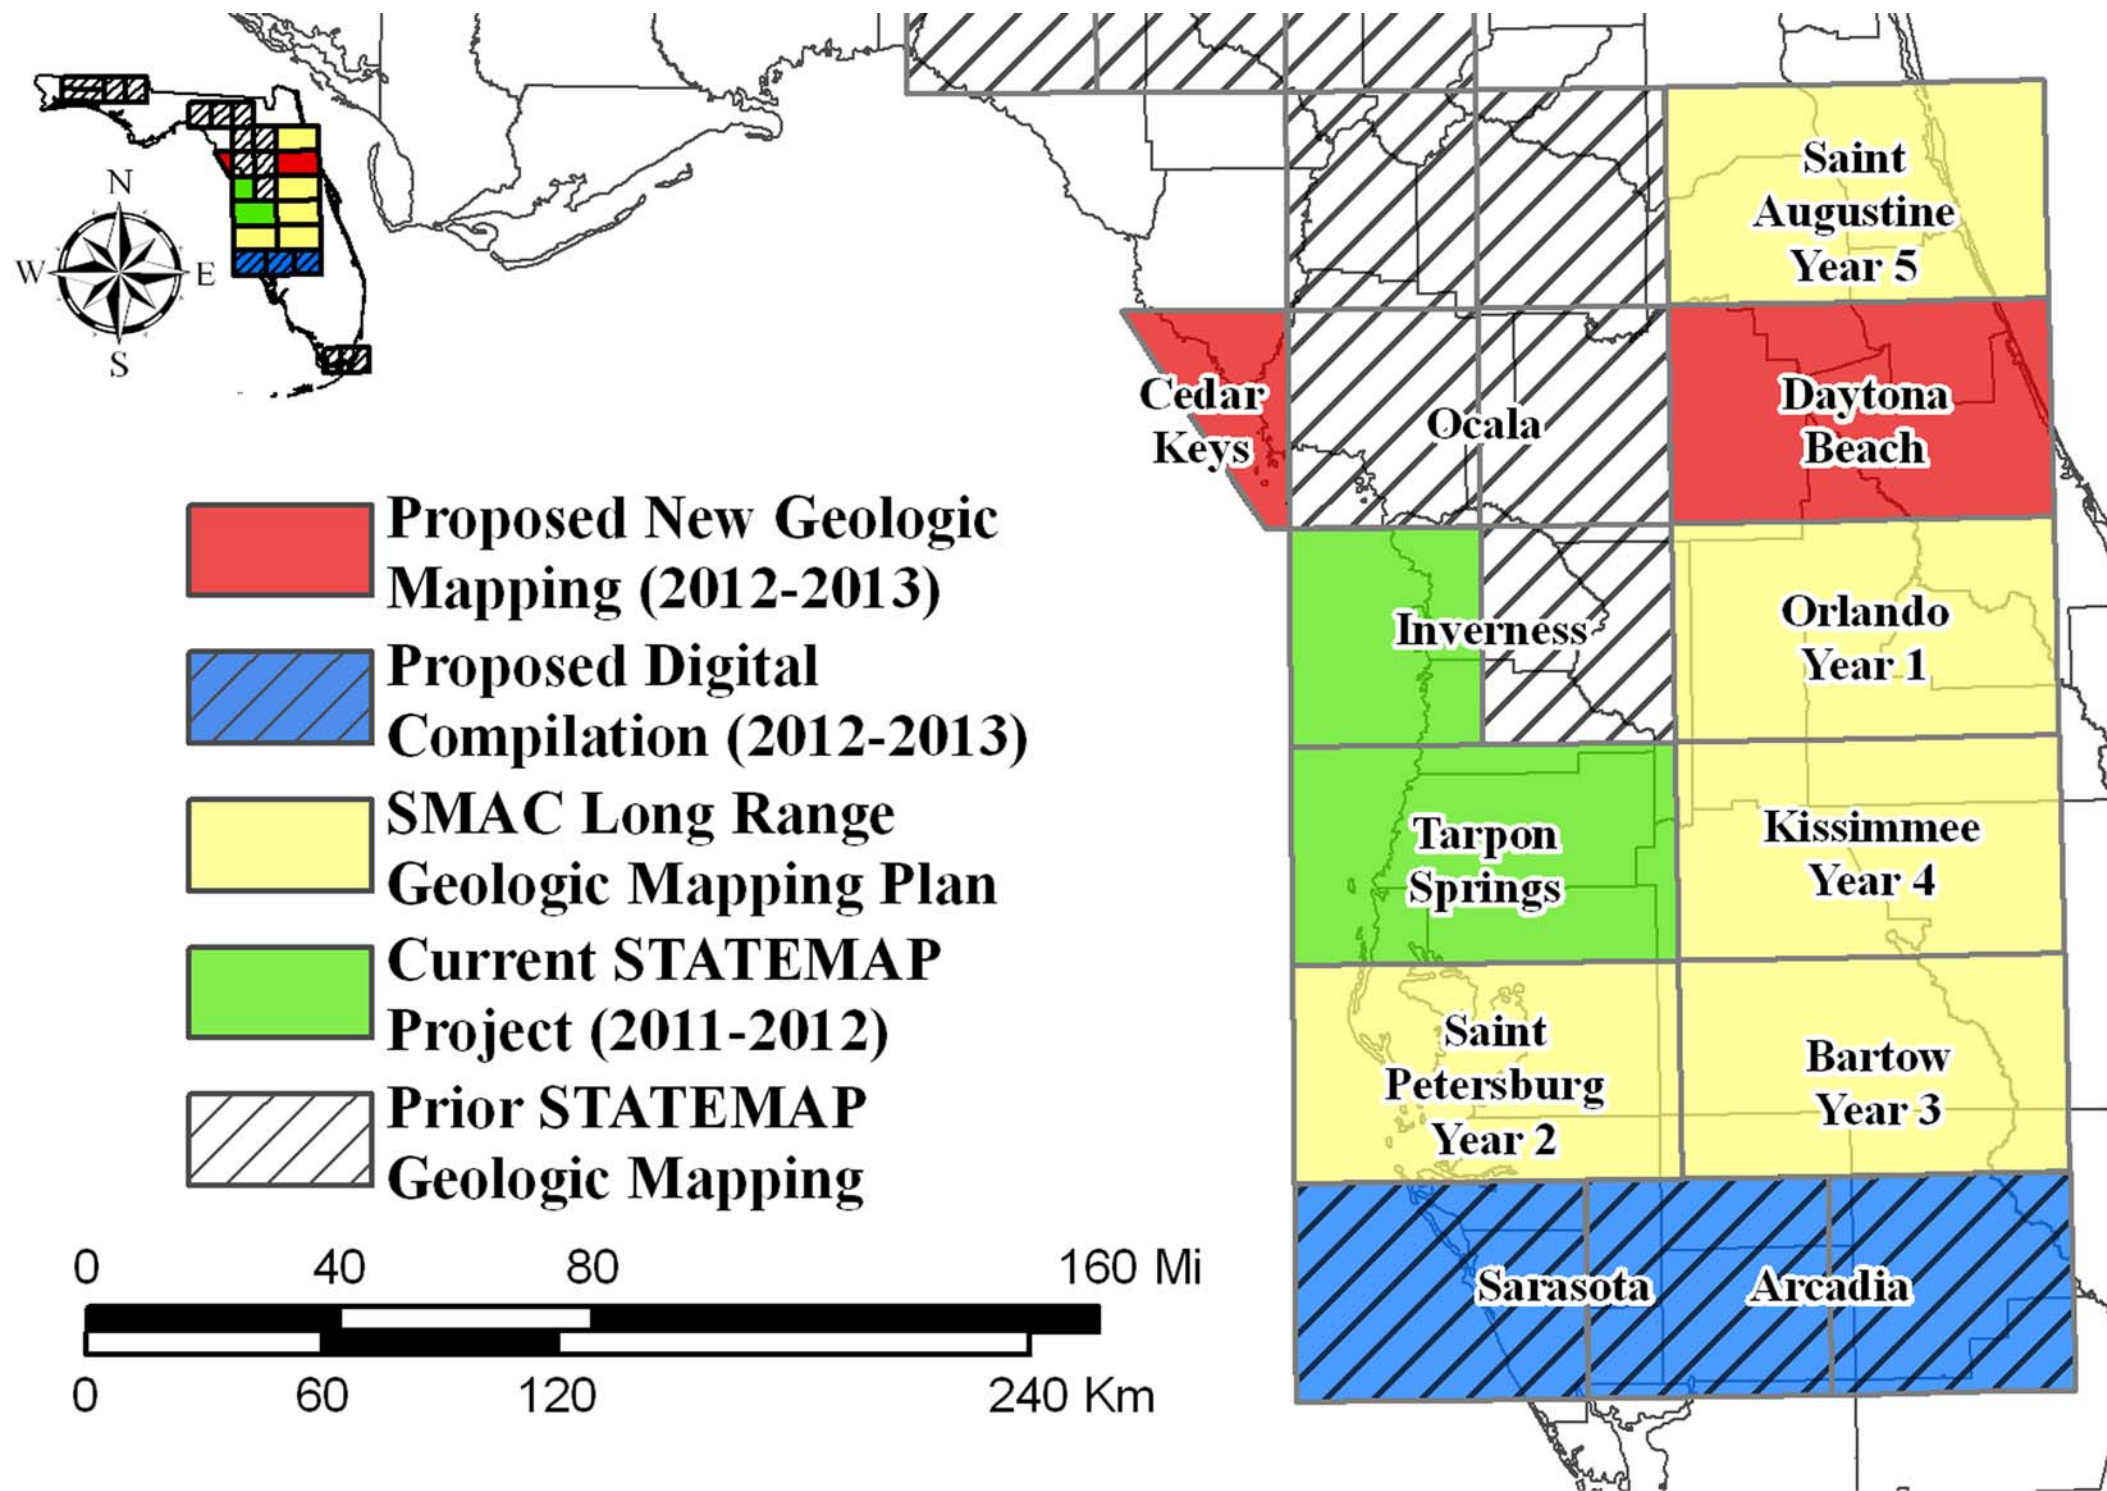 N
W
E
S
Saint
Augustine
Year 5
Cedar
Keys
Ocala
Daytona
Beach
Inverness
Orlando
Year 1
Tarpon
Springs
Kissimmee
Year 4
Saint
Petersburg
Year 2
Bartow
Year 3
Sarasota
Arcadia
Proposed New Geologic
Mapping (2012-2013)
Proposed Digital
Compilation (2012-2013)
SMAC Long Range
Geologic Mapping Plan
Current STATEMAP
Project (2011-2012)
Prior STATEMAP
Geologic Mapping
0 40 80 160 Mi
0 60 120 240 Km